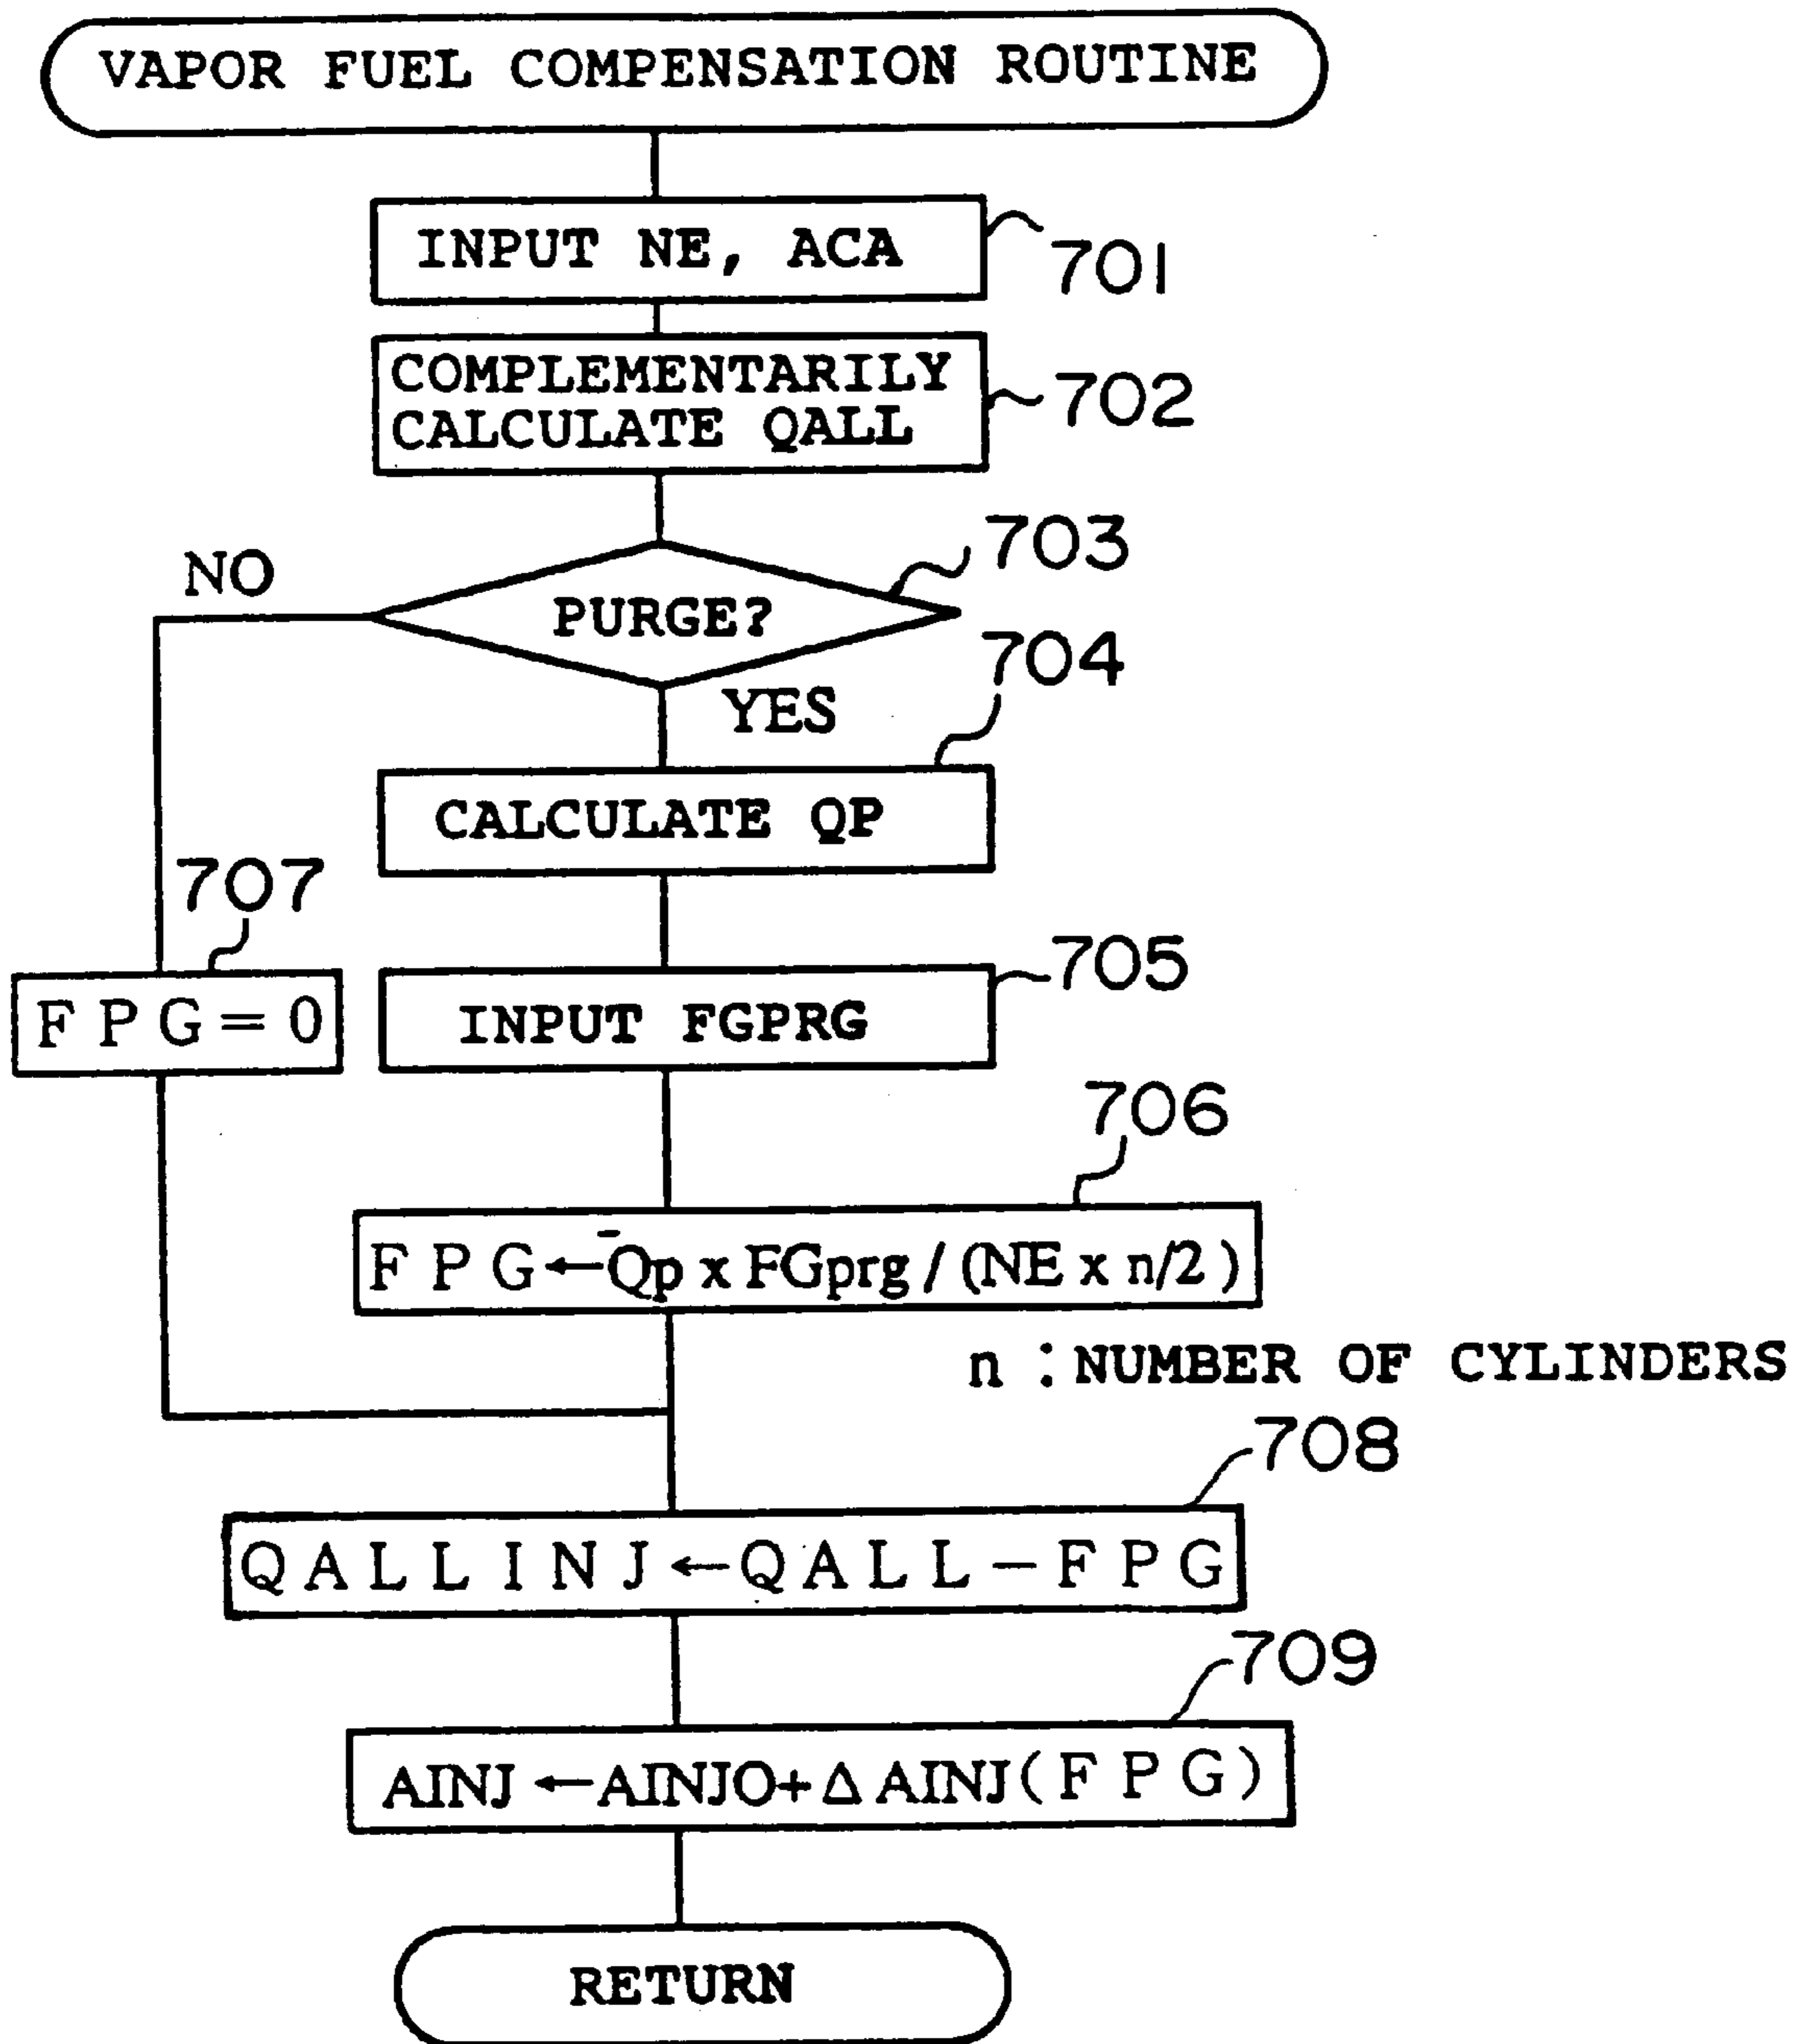 VAPOR FUEL COMPENSATION ROUTINE
INPUT NE, ACA
701
COMPLEMENTARILY
CALCULATE QALL
702
703
NO
PURGE?
YES
704
CALCULATE QP
707
705
FPG=0
INPUT FGPRG
706
FPG←Qp x FGprg / (NE x n/2)
n : NUMBER OF CYLINDERS
708
QALLINJ←QALL−FPG
709
AINJ←AINJO+Δ AINJ(FPG)
RETURN